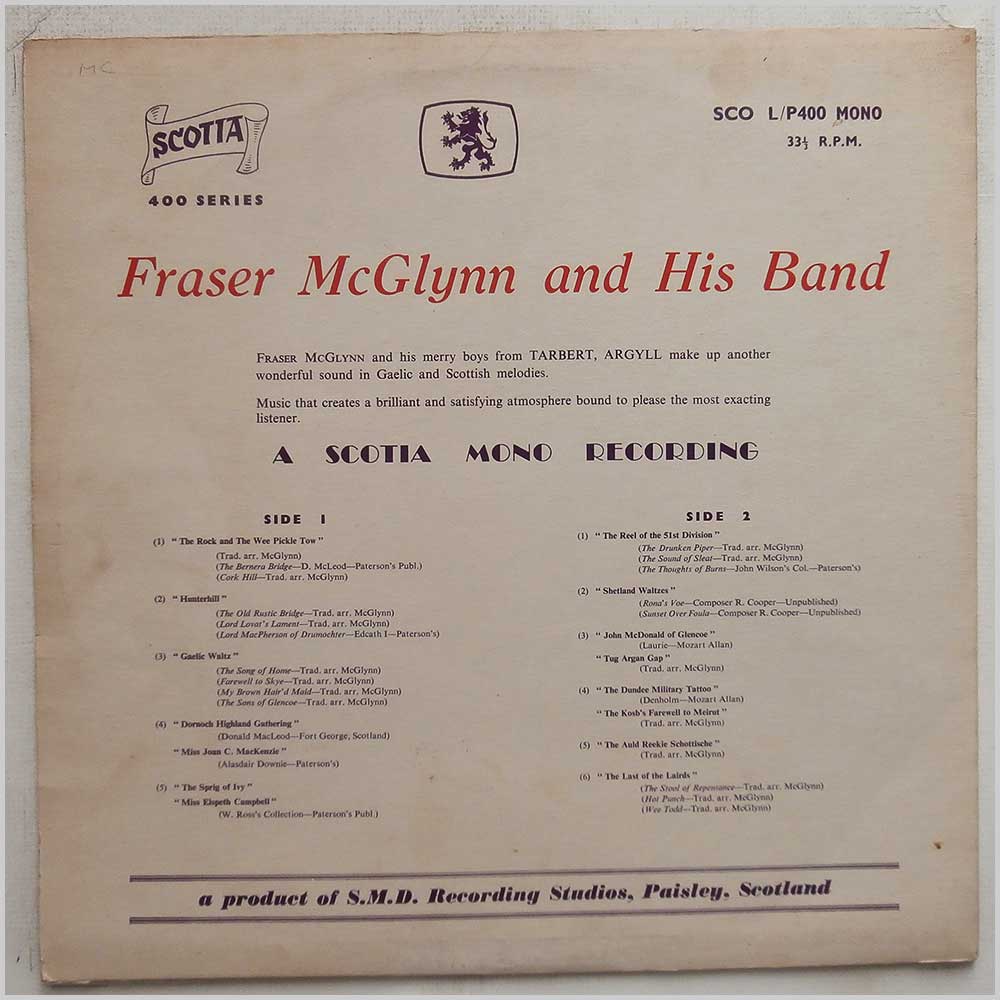 MC
SCOTIA
400 SERIES
SCO L/P400 MONO
33⅓ R.P.M.
Fraser McGlynn and His Band
FRASER MCGLYNN and his merry boys from TARBERT, ARGYLL make up another
wonderful sound in Gaelic and Scottish melodies.
Music that creates a brilliant and satisfying atmosphere bound to please the most exacting
listener.
A SCOTIA MONO RECORDING
SIDE 1
(1) "The Rock and The Wee Pickle Tow"
(Trad. arr. McGlynn)
(The Bernera Bridge—D. McLeod—Paterson's Publ.)
(Cork Hill—Trad. arr. McGlynn)
(2) "Hunterhill"
(The Old Rustic Bridge—Trad. arr. McGlynn)
(Lord Lovat's Lament—Trad. arr. McGlynn)
(Lord MacPherson of Drumochter—Edcath I—Paterson's)
(3) "Gaelic Waltz"
(The Song of Home—Trad. arr. McGlynn)
(Farewell to Skye—Trad. arr. McGlynn)
(My Brown Hair'd Maid—Trad. arr. McGlynn)
(The Sons of Glencoe—Trad. arr. McGlynn)
(4) "Dornoch Highland Gathering"
(Donald MacLeod—Fort George, Scotland)
"Miss Joan C. MacKenzie"
(Alasdair Downie—Paterson's)
(5) "The Sprig of Ivy"
"Miss Elspeth Campbell"
(W. Ross's Collection—Paterson's Publ.)
SIDE 2
(1) "The Reel of the 51st Division"
(The Drunken Piper—Trad. arr. McGlynn)
(The Sound of Sleat—Trad. arr. McGlynn)
(The Thoughts of Burns—John Wilson's Col.—Paterson's)
(2) "Shetland Waltzes"
(Rona's Voe—Composer R. Cooper—Unpublished)
(Sunset Over Foula—Composer R. Cooper—Unpublished)
(3) "John McDonald of Glencoe"
(Laurie—Mozart Allan)
"Tug Argan Gap"
(Trad. arr. McGlynn)
(4) "The Dundee Military Tattoo"
(Denholm—Mozart Allan)
"The Kosb's Farewell to Meirut"
(Trad. arr. McGlynn)
(5) "The Auld Reekie Schottische"
(Trad. arr. McGlynn)
(6) "The Last of the Lairds"
(The Stool of Repentance—Trad. arr. McGlynn)
(Hot Punch—Trad. arr. McGlynn)
(Wee Todd—Trad. arr. McGlynn)
a product of S.M.D. Recording Studios, Paisley, Scotland